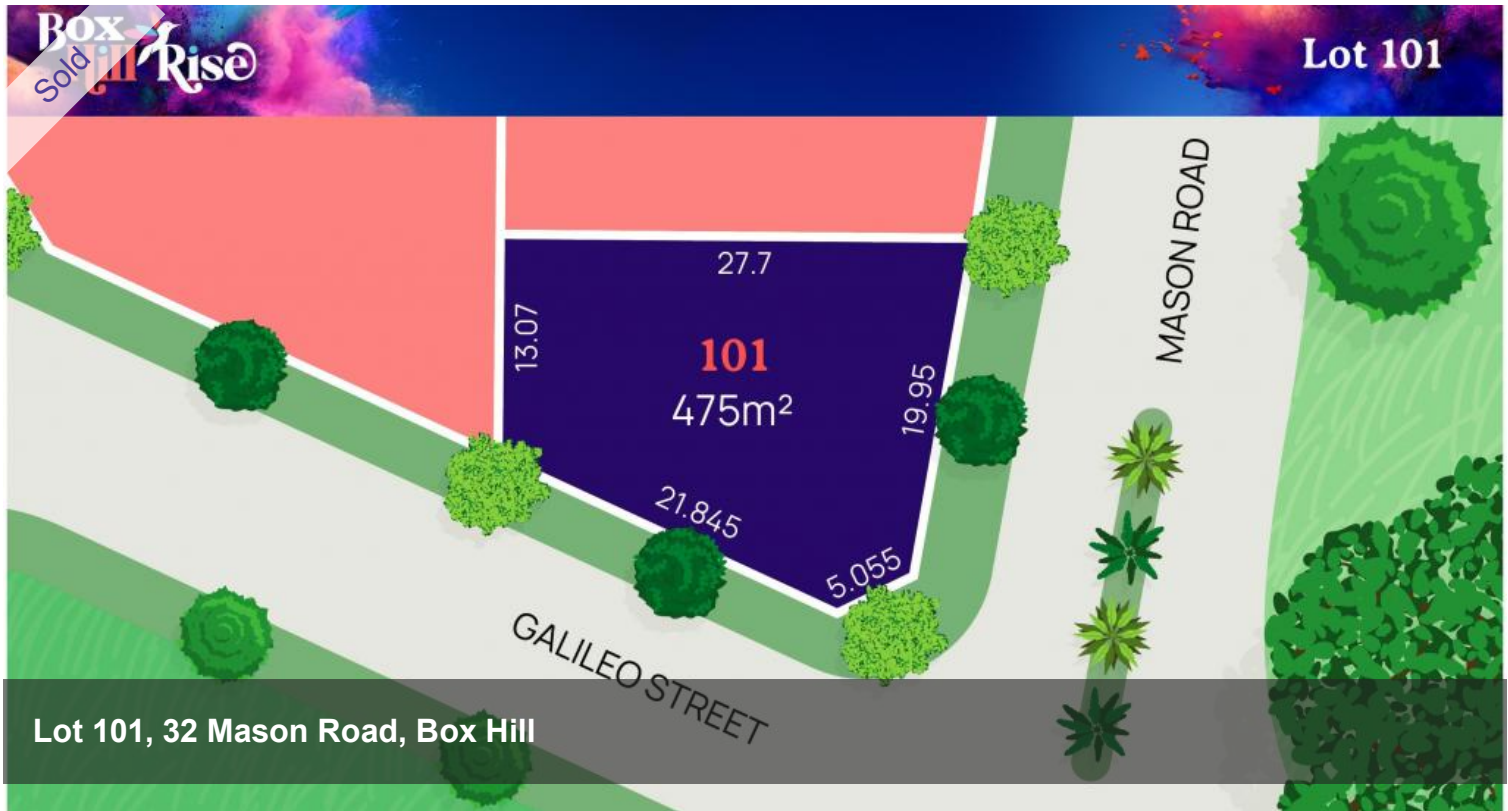 Box
Hill Rise
Sold
Lot 101
MASON ROAD
27.7
13.07
101
475m²
19.95
21.845
5.055
GALILEO STREET
Lot 101, 32 Mason Road, Box Hill